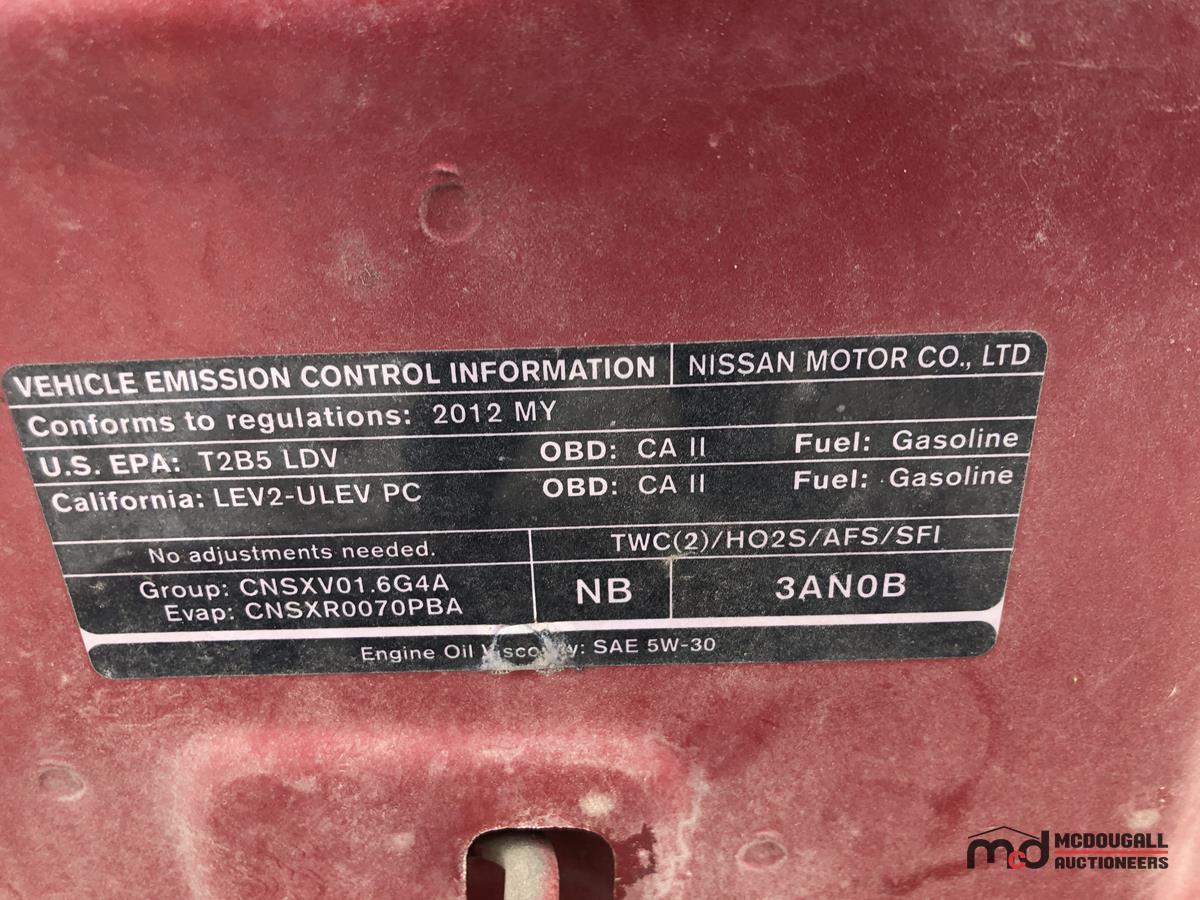 VEHICLE EMISSION CONTROL INFORMATION NISSAN MOTOR CO., LTD
Conforms to regulations: 2012 MY
U.S. EPA: T2B5 LDV OBD: CA II Fuel: Gasoline
California: LEV2-ULEV PC OBD: CA II Fuel: Gasoline
No adjustments needed. TWC(2)/HO2S/AFS/SFI
Group: CNSXV01.6G4A NB 3AN0B
Evap: CNSXR0070PBA
Engine Oil Viscosity: SAE 5W-30
mcd MCDOUGALL
AUCTIONEERS